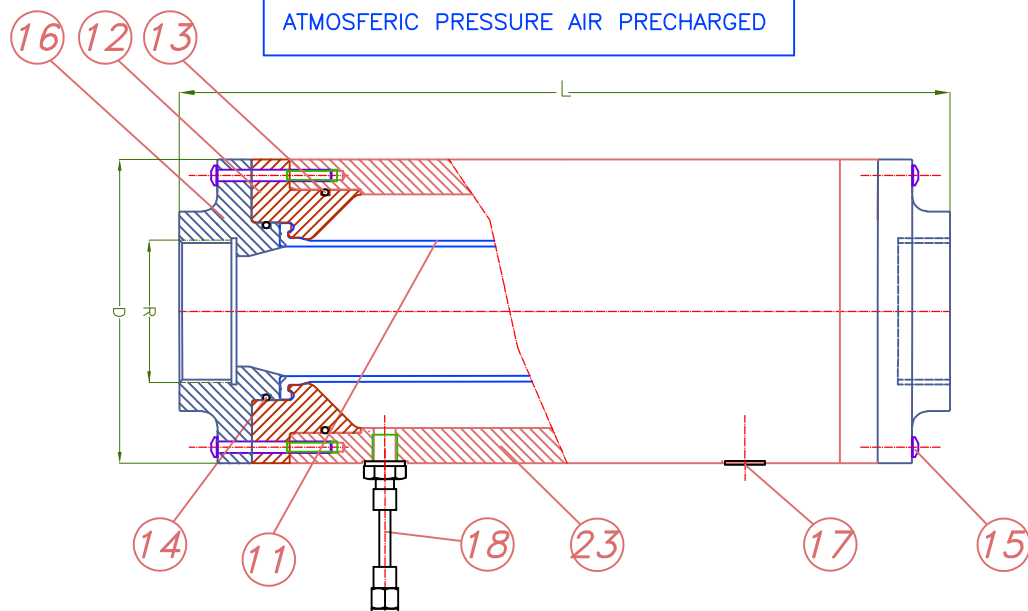 ATMOSFERIC PRESSURE AIR PRECHARGED
16 12 13
L
D R
14 11 18 23 17 15